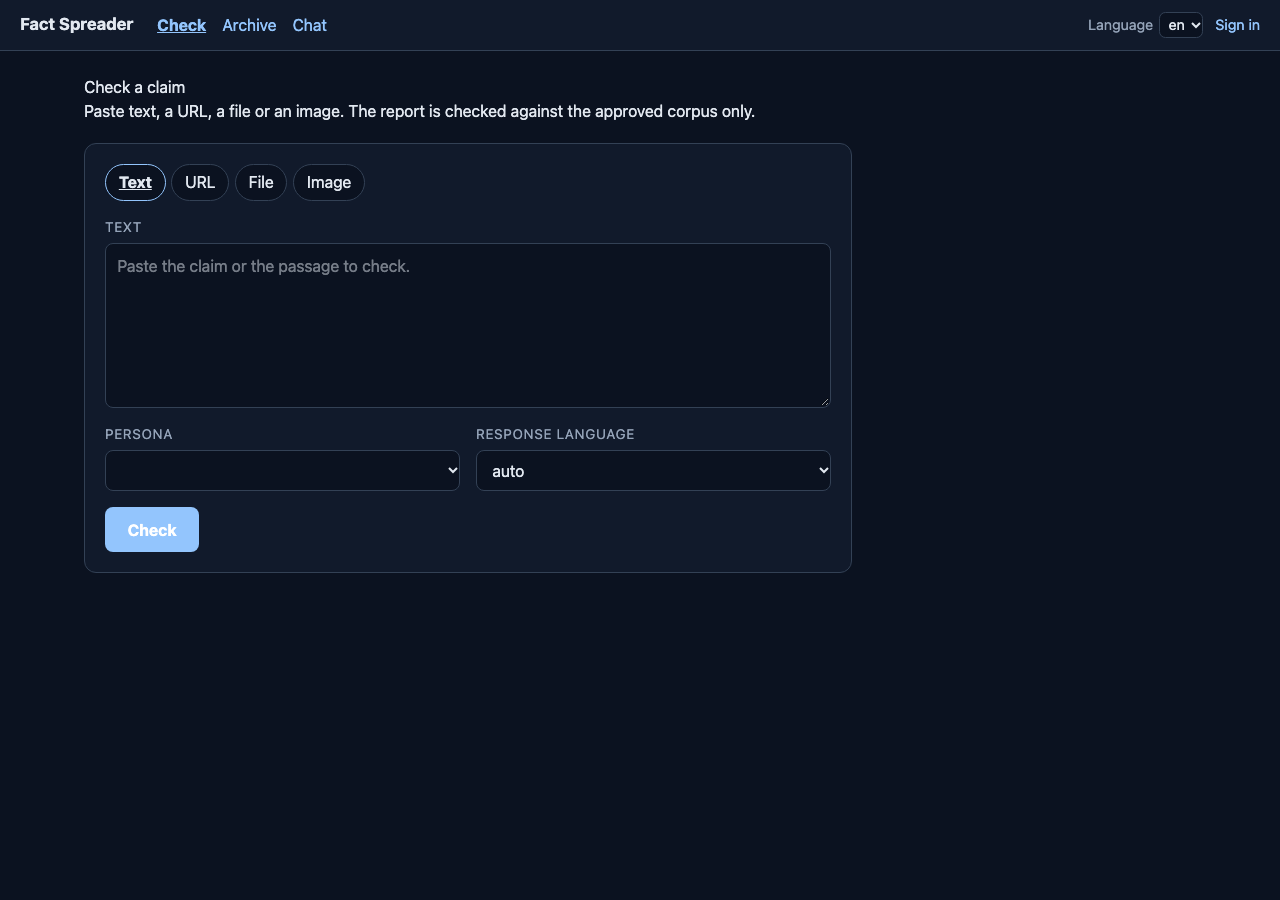 Fact Spreader Check Archive Chat Language en Sign in
Check a claim
Paste text, a URL, a file or an image. The report is checked against the approved corpus only.
Text URL File Image
TEXT
Paste the claim or the passage to check.
PERSONA RESPONSE LANGUAGE
auto
Check